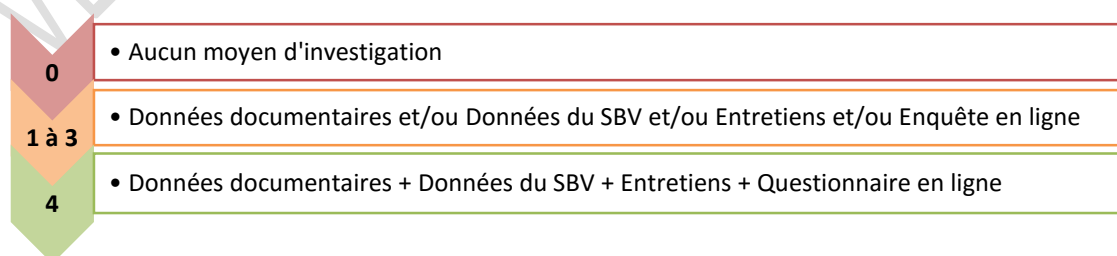 0
• Aucun moyen d'investigation
1 à 3
• Données documentaires et/ou Données du SBV et/ou Entretiens et/ou Enquête en ligne
4
• Données documentaires + Données du SBV + Entretiens + Questionnaire en ligne